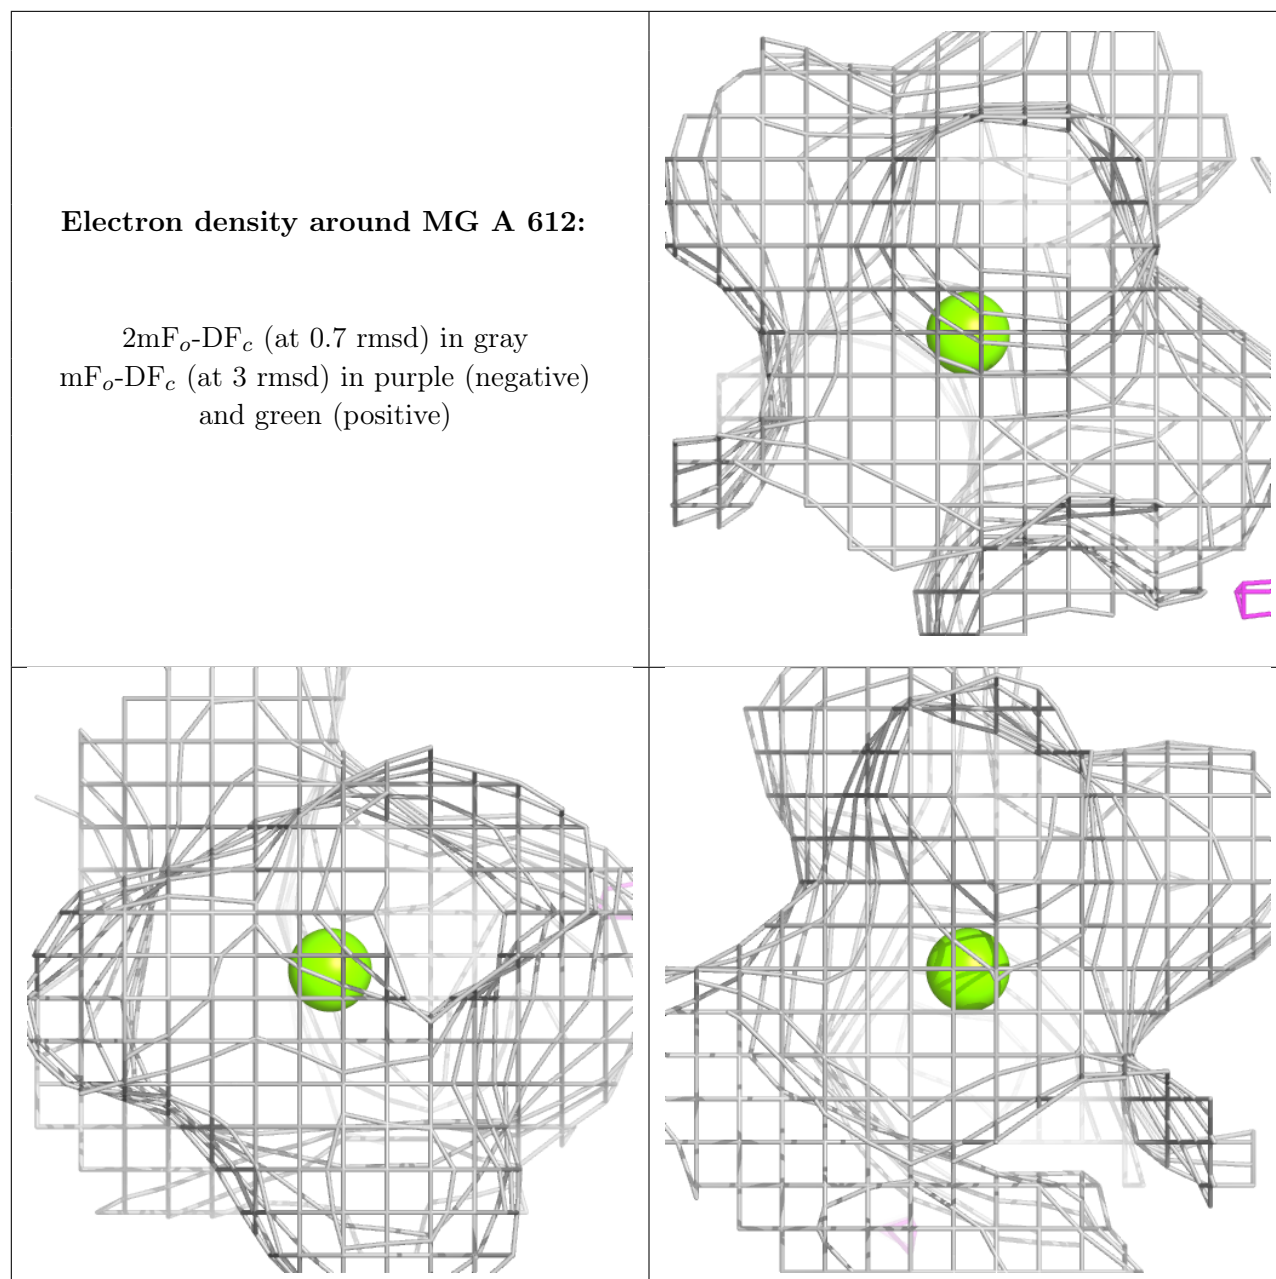 Electron density around MG A 612:
2mFo-DFc (at 0.7 rmsd) in gray
mFo-DFc (at 3 rmsd) in purple (negative)
and green (positive)